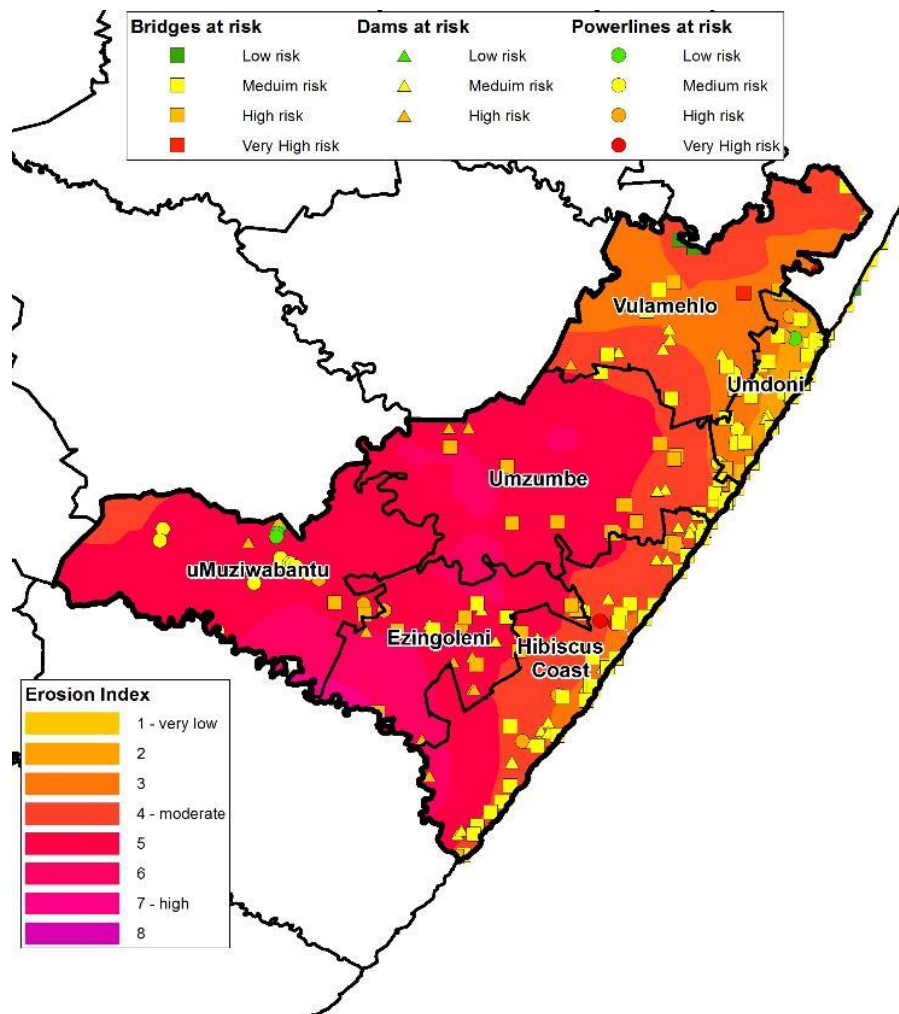 Bridges at risk
Low risk
Meduim risk
High risk
Very High risk
Dams at risk
Low risk
Meduim risk
High risk
Powerlines at risk
Low risk
Medium risk
High risk
Very High risk
Vulamehlo
Umdoni
Umzumbe
uMuziwabantu
Ezingoleni
Hibiscus
Coast
Erosion Index
1 - very low
2
3
4 - moderate
5
6
7 - high
8